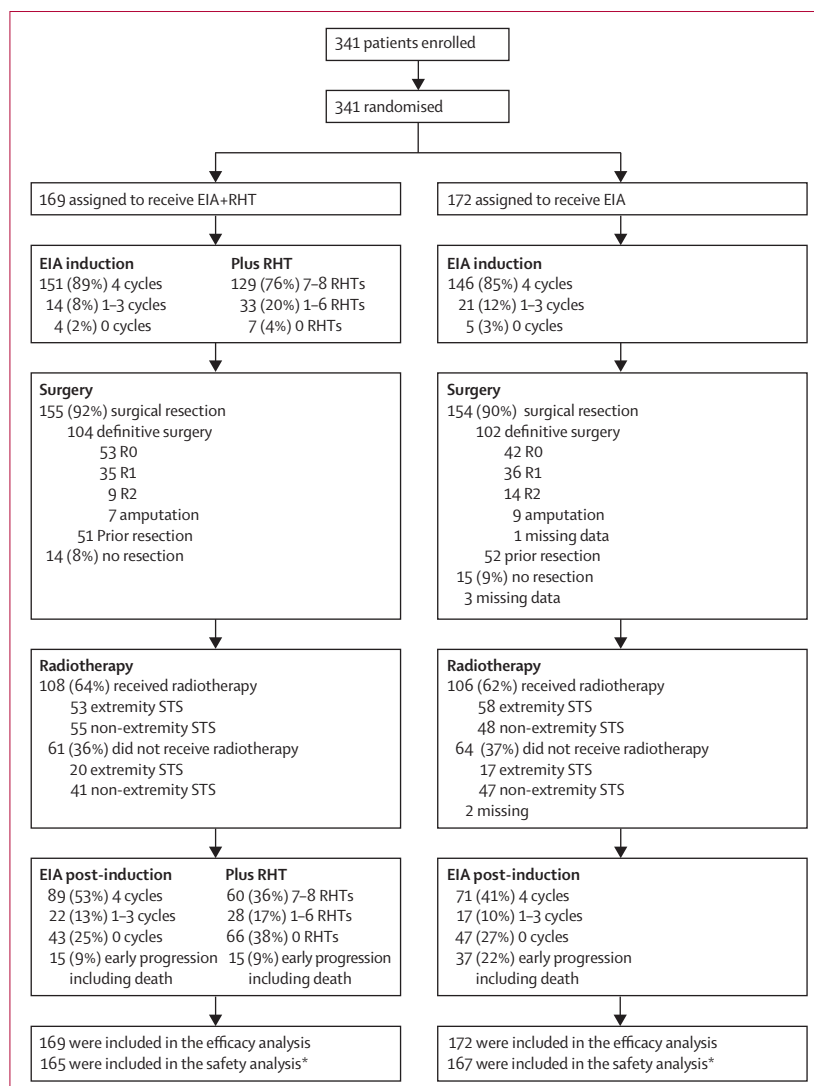 341 patients enrolled
341 randomised
169 assigned to receive EIA+RHT
172 assigned to receive EIA
EIA induction
151 (89%) 4 cycles
14 (8%) 1–3 cycles
4 (2%) 0 cycles
Plus RHT
129 (76%) 7–8 RHTs
33 (20%) 1–6 RHTs
7 (4%) 0 RHTs
EIA induction
146 (85%) 4 cycles
21 (12%) 1–3 cycles
5 (3%) 0 cycles
Surgery
155 (92%) surgical resection
104 definitive surgery
53 R0
35 R1
9 R2
7 amputation
51 Prior resection
14 (8%) no resection
Surgery
154 (90%) surgical resection
102 definitive surgery
42 R0
36 R1
14 R2
9 amputation
1 missing data
52 prior resection
15 (9%) no resection
3 missing data
Radiotherapy
108 (64%) received radiotherapy
53 extremity STS
55 non-extremity STS
61 (36%) did not receive radiotherapy
20 extremity STS
41 non-extremity STS
Radiotherapy
106 (62%) received radiotherapy
58 extremity STS
48 non-extremity STS
64 (37%) did not receive radiotherapy
17 extremity STS
47 non-extremity STS
2 missing
EIA post-induction
89 (53%) 4 cycles
22 (13%) 1–3 cycles
43 (25%) 0 cycles
15 (9%) early progression
including death
Plus RHT
60 (36%) 7–8 RHTs
28 (17%) 1–6 RHTs
66 (38%) 0 RHTs
15 (9%) early progression
including death
EIA post-induction
71 (41%) 4 cycles
17 (10%) 1–3 cycles
47 (27%) 0 cycles
37 (22%) early progression
including death
169 were included in the efficacy analysis
165 were included in the safety analysis*
172 were included in the efficacy analysis
167 were included in the safety analysis*